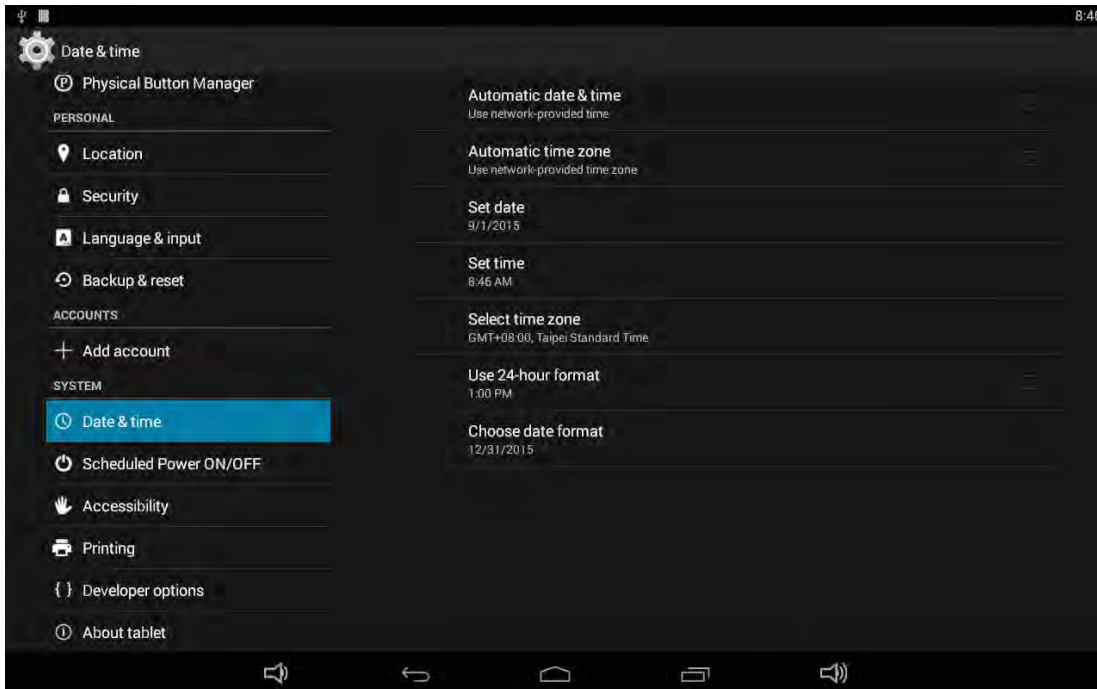 8:46
Date & time
Physical Button Manager
PERSONAL
Location
Security
Language & input
Backup & reset
ACCOUNTS
Add account
SYSTEM
Date & time
Scheduled Power ON/OFF
Accessibility
Printing
{ } Developer options
About tablet
Automatic date & time
Use network-provided time
Automatic time zone
Use network-provided time zone
Set date
9/1/2015
Set time
8:46 AM
Select time zone
GMT+08:00, Taipei Standard Time
Use 24-hour format
1:00 PM
Choose date format
12/31/2015